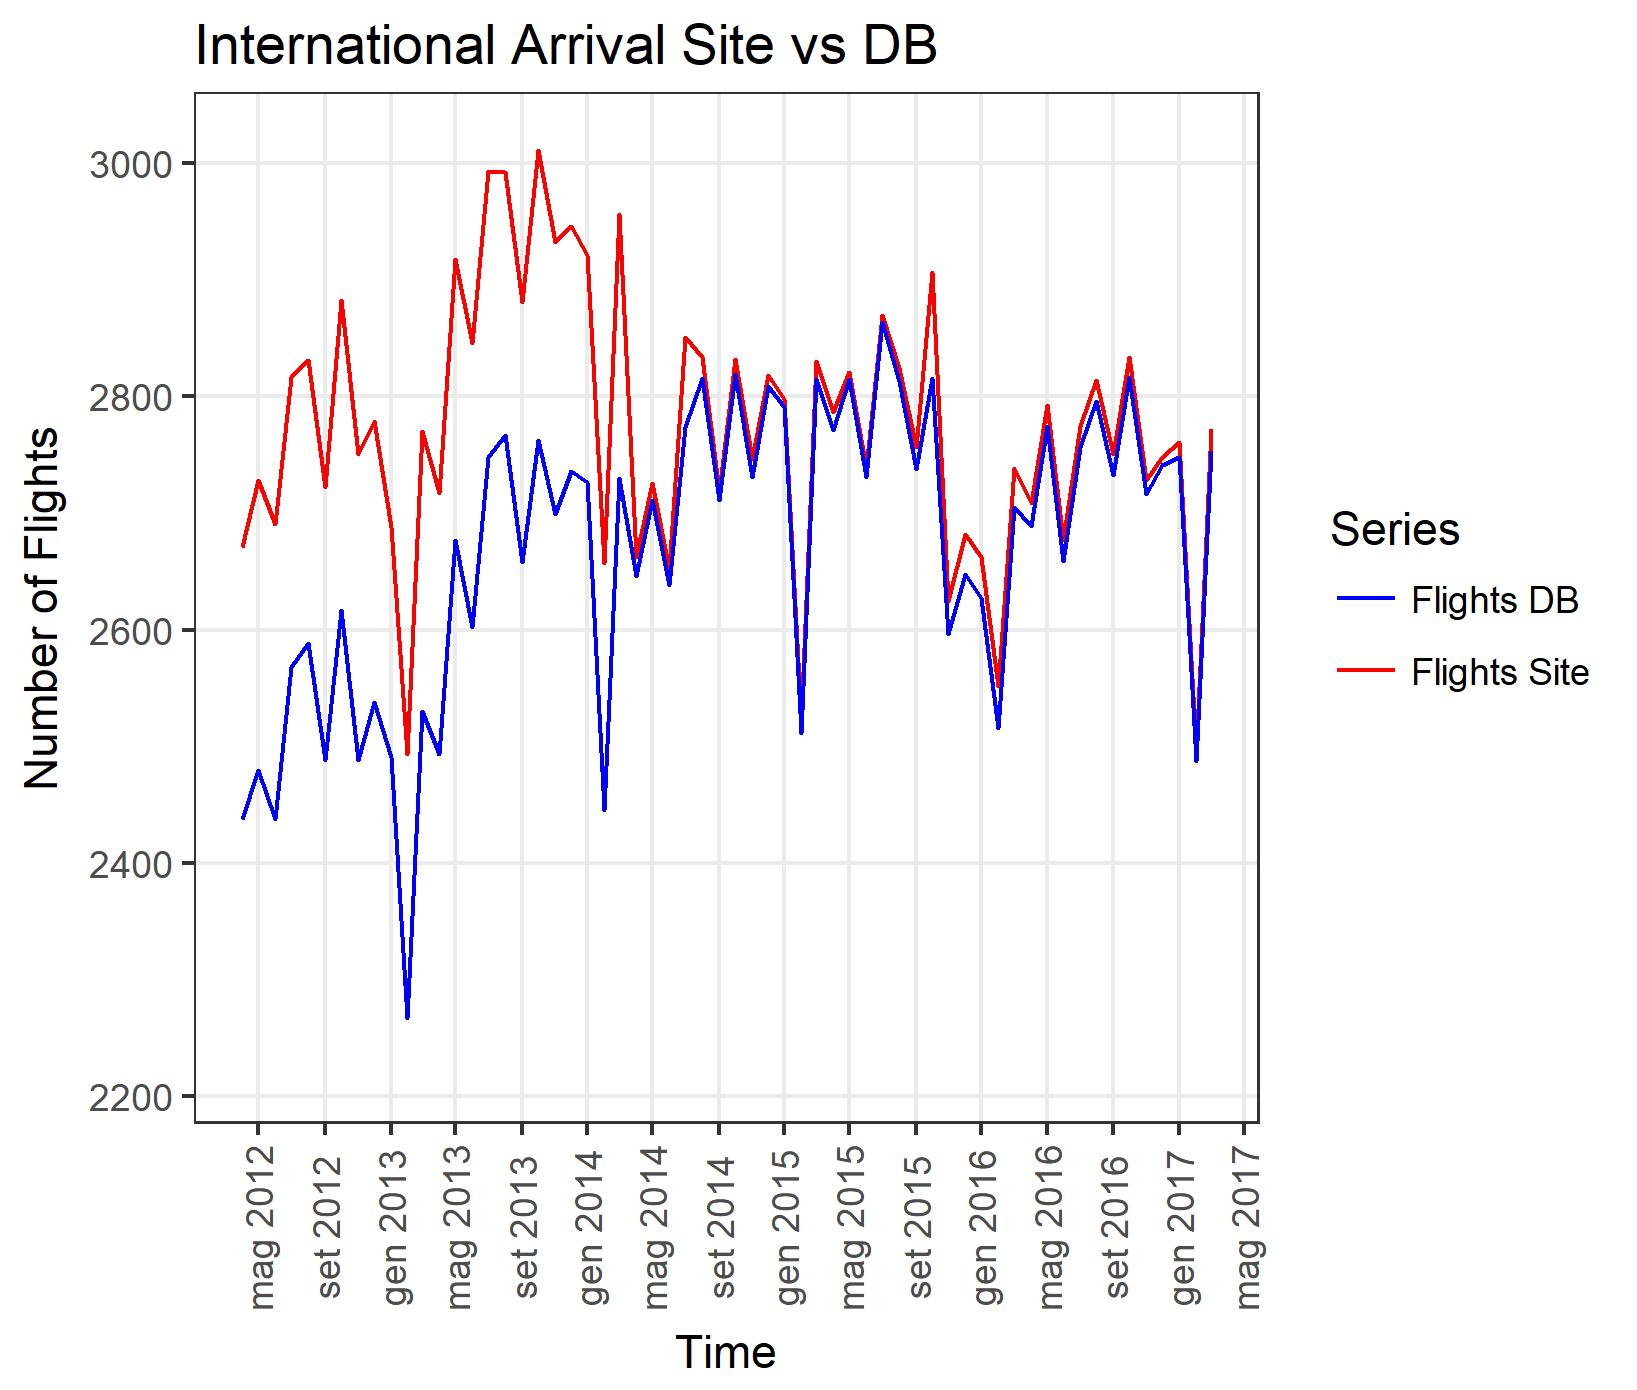 International Arrival Site vs DB
Number of Flights
3000
2800
2600
2400
2200
mag 2012
set 2012
gen 2013
mag 2013
set 2013
gen 2014
mag 2014
set 2014
gen 2015
mag 2015
set 2015
gen 2016
mag 2016
set 2016
gen 2017
mag 2017
Time
Series
Flights DB
Flights Site